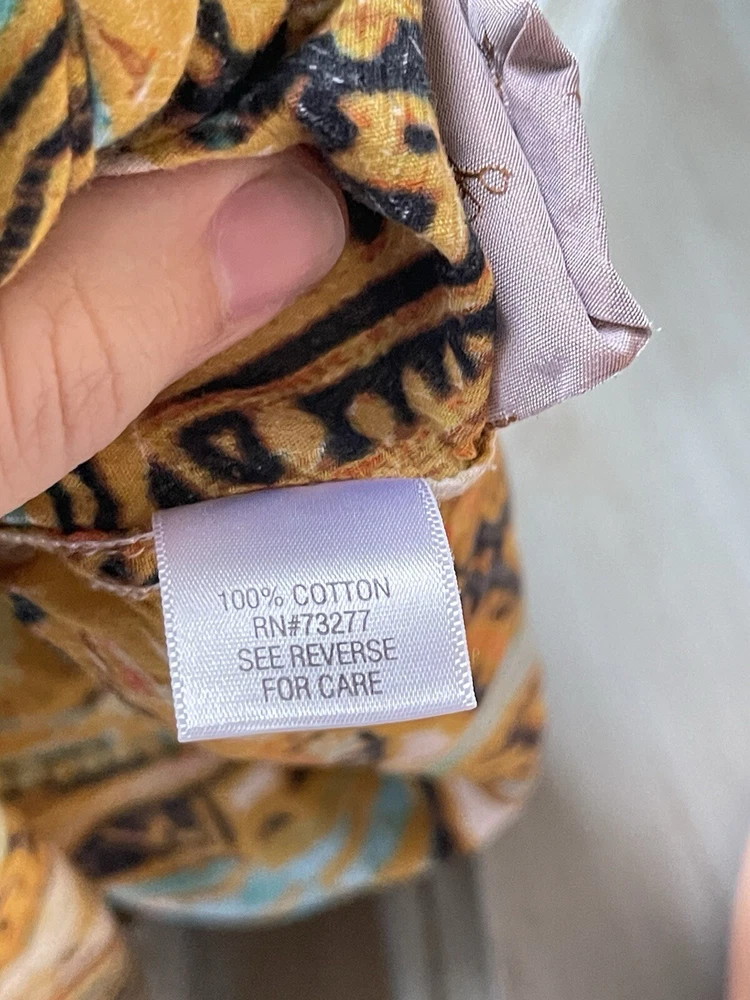 100% COTTON
RN#73277
SEE REVERSE
FOR CARE